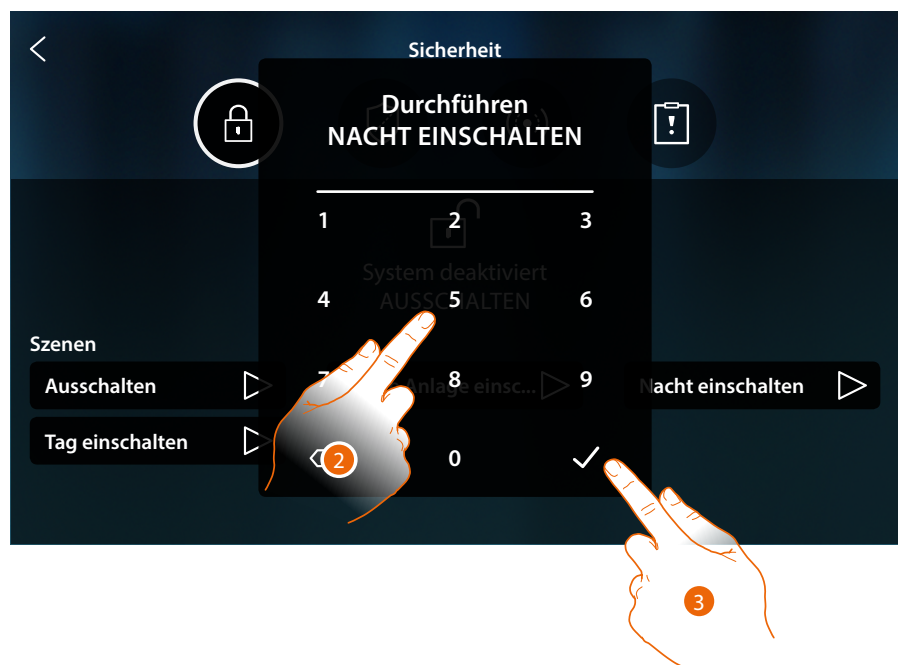 Sicherheit
Durchführen
NACHT EINSCHALTEN
1 2 3
System deaktiviert
AUSSCHALTEN
4 5 6
Szenen
Ausschalten
7 8 9
Anlage einsc...
Nacht einschalten
Tag einschalten
0
2
3